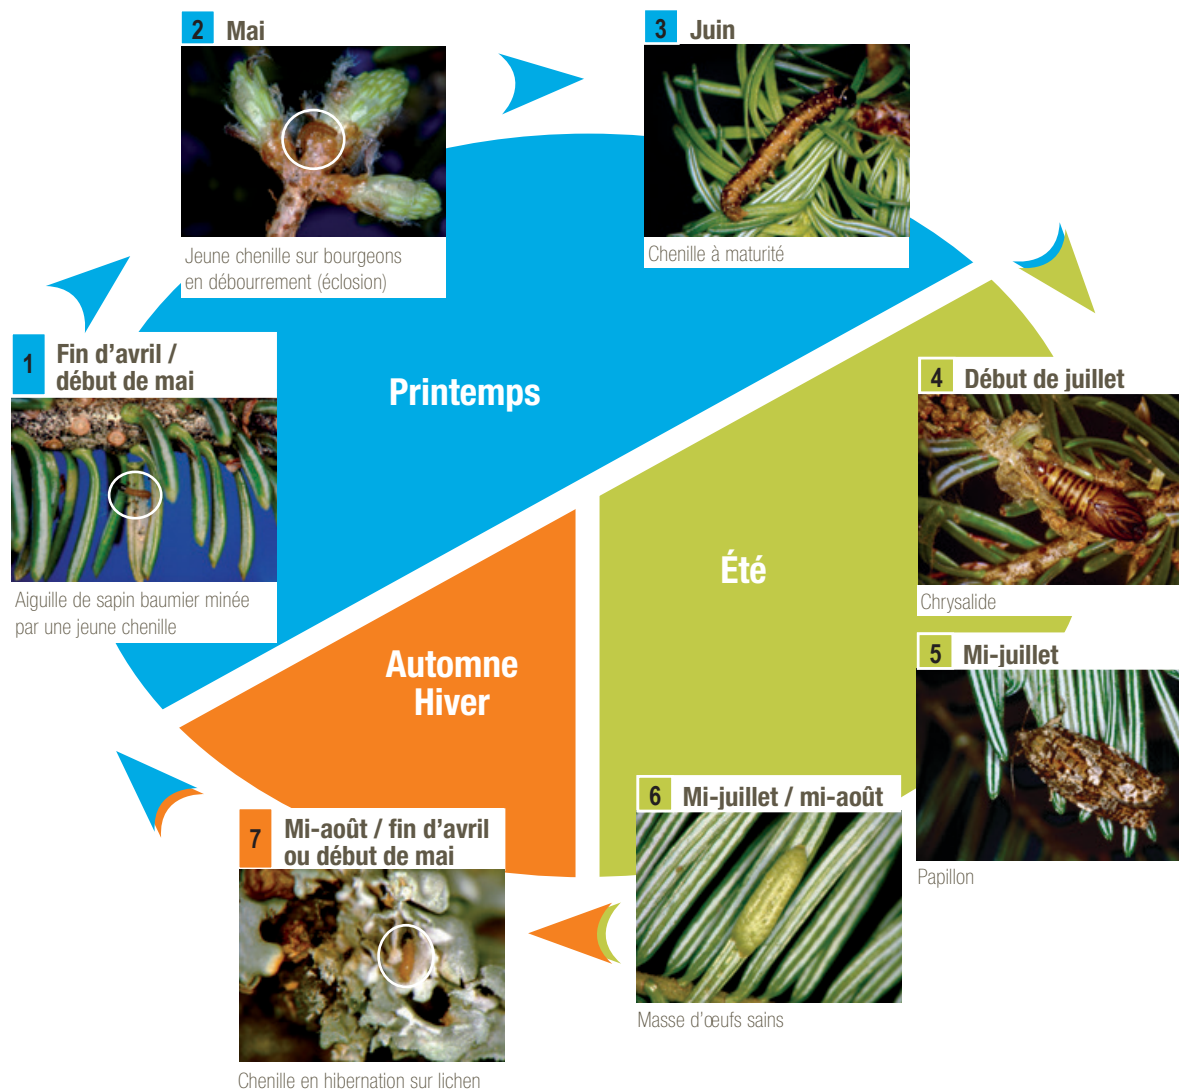 2 Mai
Jeune chenille sur bourgeons
en débourrement (éclosion)
3 Juin
Chenille à maturité
1 Fin d'avril /
début de mai
Aiguille de sapin baumier minée
par une jeune chenille
Printemps
4 Début de juillet
Chrysalide
Été
5 Mi-juillet
Papillon
Automne
Hiver
6 Mi-juillet / mi-août
Masse d'œufs sains
7 Mi-août / fin d'avril
ou début de mai
Chenille en hibernation sur lichen